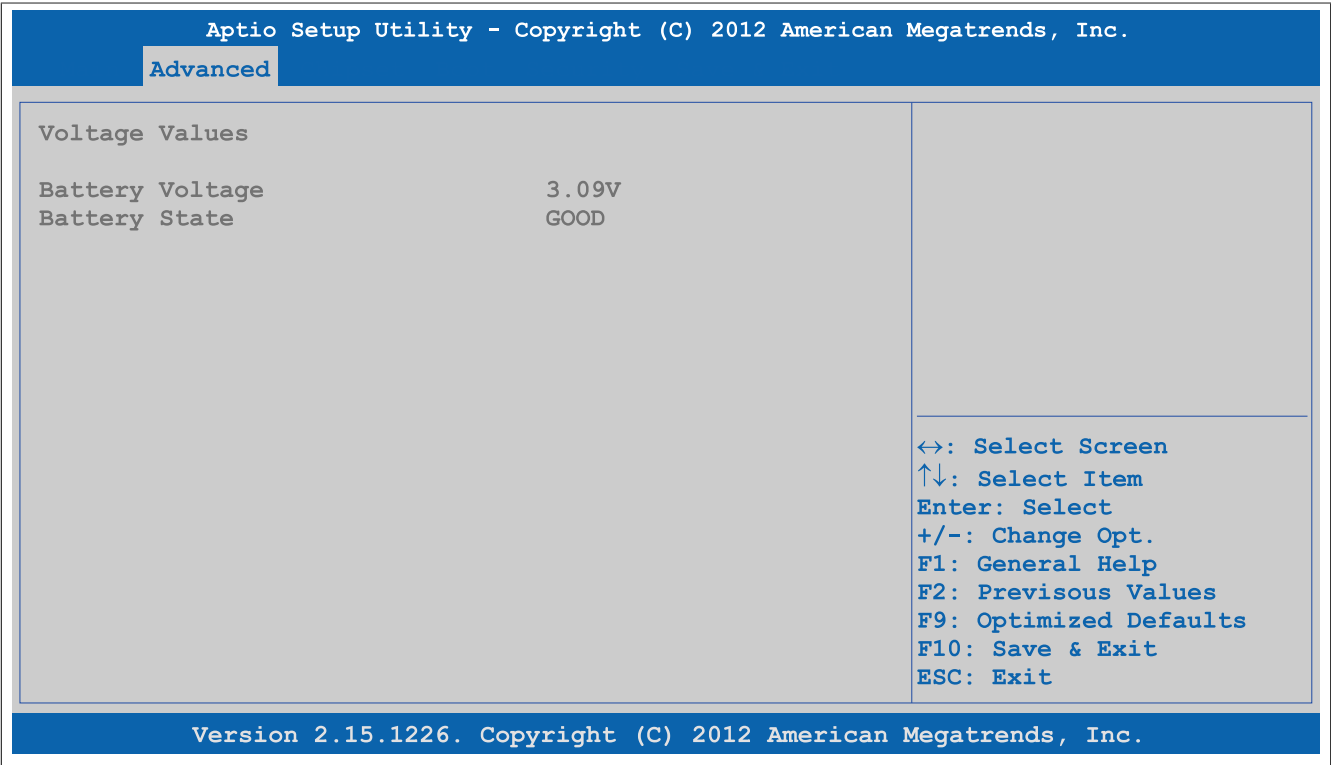 Aptio Setup Utility - Copyright (C) 2012 American Megatrends, Inc.
Advanced
Voltage Values
Battery Voltage 3.09V
Battery State GOOD
↔: Select Screen
↑↓: Select Item
Enter: Select
+/-: Change Opt.
F1: General Help
F2: Previsous Values
F9: Optimized Defaults
F10: Save & Exit
ESC: Exit
Version 2.15.1226. Copyright (C) 2012 American Megatrends, Inc.